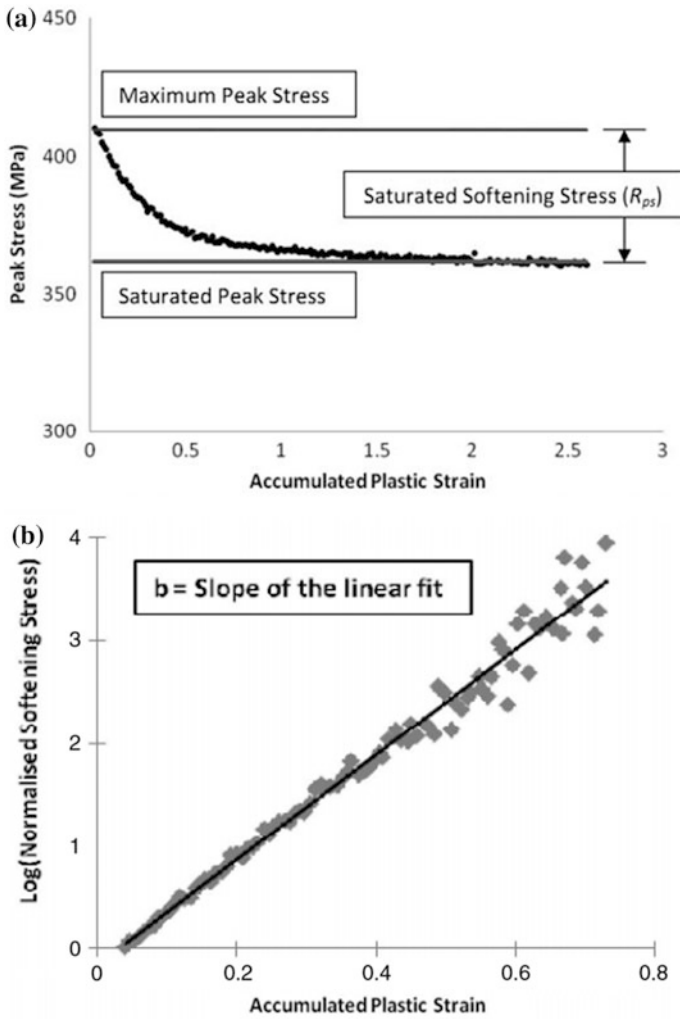 (a)
450
400
350
300
Peak Stress (MPa)
Maximum Peak Stress
Saturated Softening Stress (Rps)
Saturated Peak Stress
0 0.5 1 1.5 2 2.5 3
Accumulated Plastic Strain
(b)
4
3
2
1
0
Log(Normalised Softening Stress)
b = Slope of the linear fit
0 0.2 0.4 0.6 0.8
Accumulated Plastic Strain